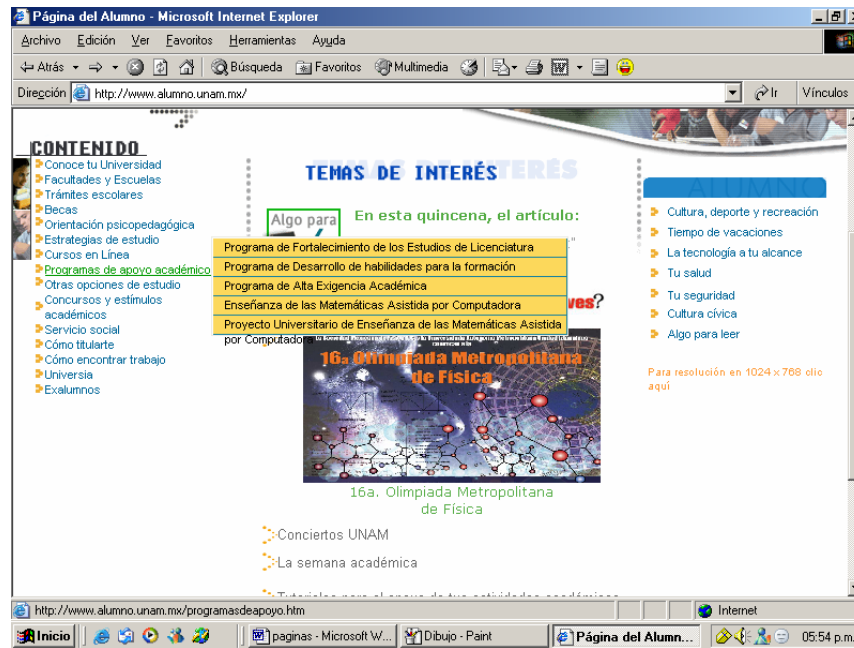 Página del Alumno - Microsoft Internet Explorer
Archivo Edición Ver Favoritos Herramientas Ayuda
Atrás Búsqueda Favoritos Multimedia
Dirección http://www.alumno.unam.mx/ Ir Vínculos
CONTENIDO
Conoce tu Universidad
Facultades y Escuelas
Trámites escolares
Becas
Orientación psicopedagógica
Estrategias de estudio
Cursos en Línea
Programas de apoyo académico
Otras opciones de estudio
Concursos y estímulos
académicos
Servicio social
Cómo titularte
Cómo encontrar trabajo
Universia
Exalumnos
TEMAS DE INTERÉS
Algo para
En esta quincena, el artículo:
Programa de Fortalecimiento de los Estudios de Licenciatura
Programa de Desarrollo de habilidades para la formación
Programa de Alta Exigencia Académica
Enseñanza de las Matemáticas Asistida por Computadora
Proyecto Universitario de Enseñanza de las Matemáticas Asistida
por Computadora
16a. Olimpiada Metropolitana
de Física
16a. Olimpiada Metropolitana
de Física
Conciertos UNAM
La semana académica
Tutoriales para el apoyo de tus actividades académicas
ALUMNO
Cultura, deporte y recreación
Tiempo de vacaciones
La tecnología a tu alcance
Tu salud
Tu seguridad
Cultura cívica
Algo para leer
Para resolución en 1024 x 768 clic
aquí
http://www.alumno.unam.mx/programasdeapoyo.htm Internet
Inicio paginas - Microsoft W... Dibujo - Paint Página del Alumn... 05:54 p.m.